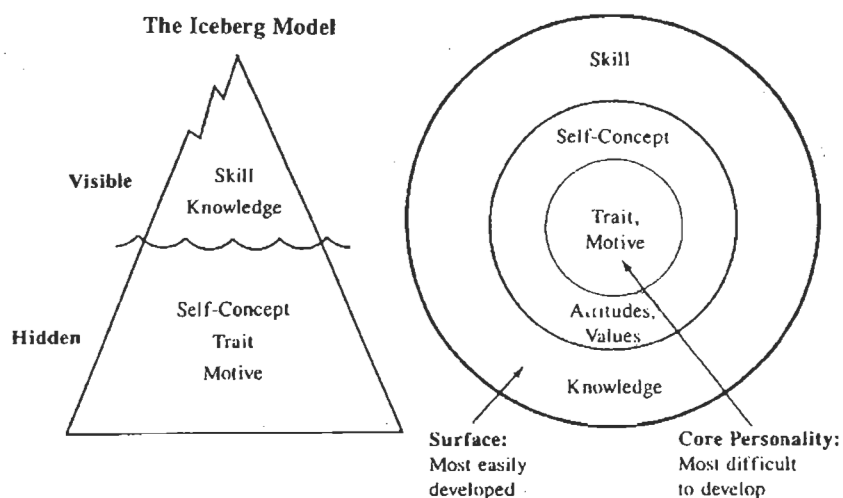 The Iceberg Model
Visible
Skill
Knowledge
Hidden
Self-Concept
Trait
Motive
Skill
Self-Concept
Trait,
Motive
Attitudes,
Values
Knowledge
Surface:
Most easily
developed
Core Personality:
Most difficult
to develop